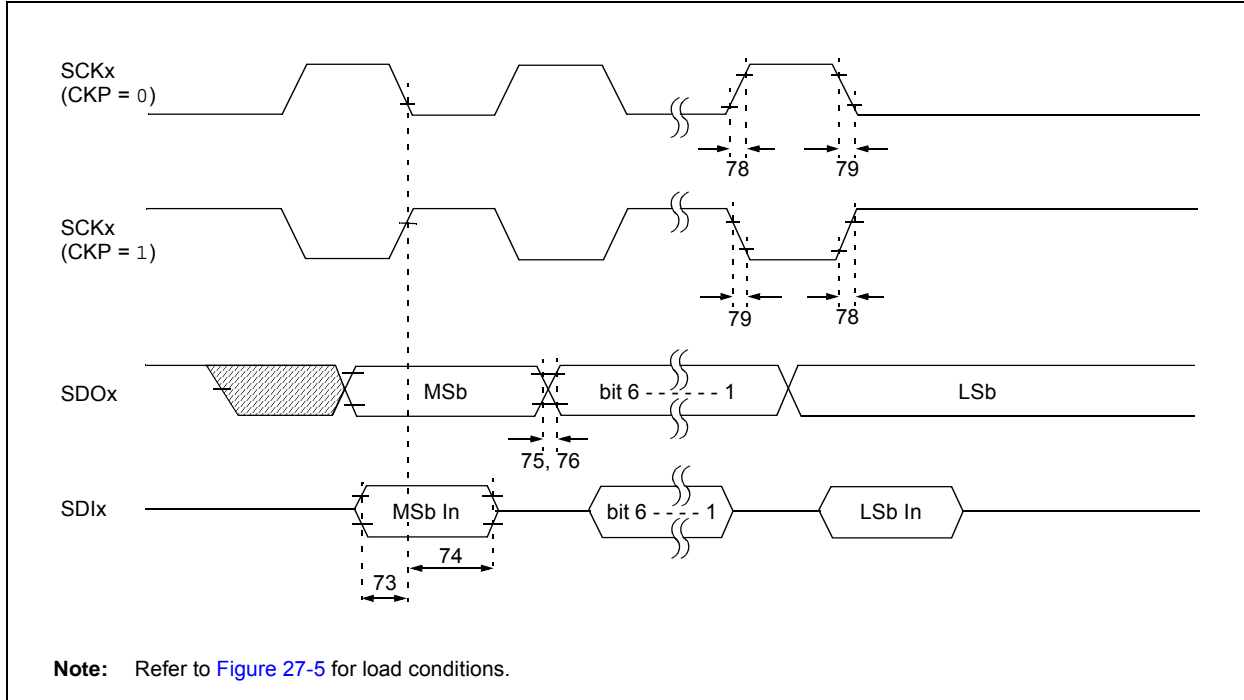 SCKx
(CKP = 0)
78
79
SCKx
(CKP = 1)
79
78
SDOx
MSb
bit 6 - - - - - - 1
LSb
75, 76
SDIx
MSb In
bit 6 - - - - 1
LSb In
74
73
Note: Refer to Figure 27-5 for load conditions.